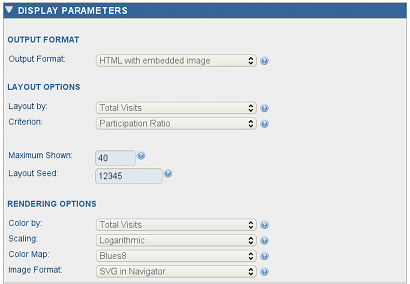 DISPLAY PARAMETERS
OUTPUT FORMAT
Output Format: HTML with embedded image
LAYOUT OPTIONS
Layout by: Total Visits
Criterion: Participation Ratio
Maximum Shown: 40
Layout Seed: 12345
RENDERING OPTIONS
Color by: Total Visits
Scaling: Logarithmic
Color Map: Blues8
Image Format: SVG in Navigator